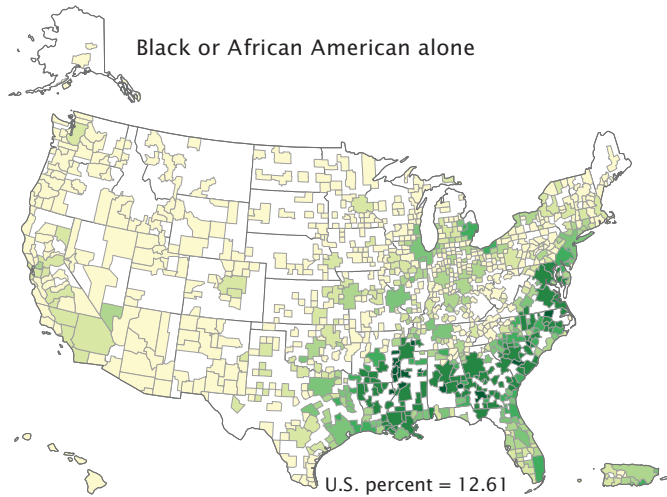 Black or African American alone
U.S. percent = 12.61